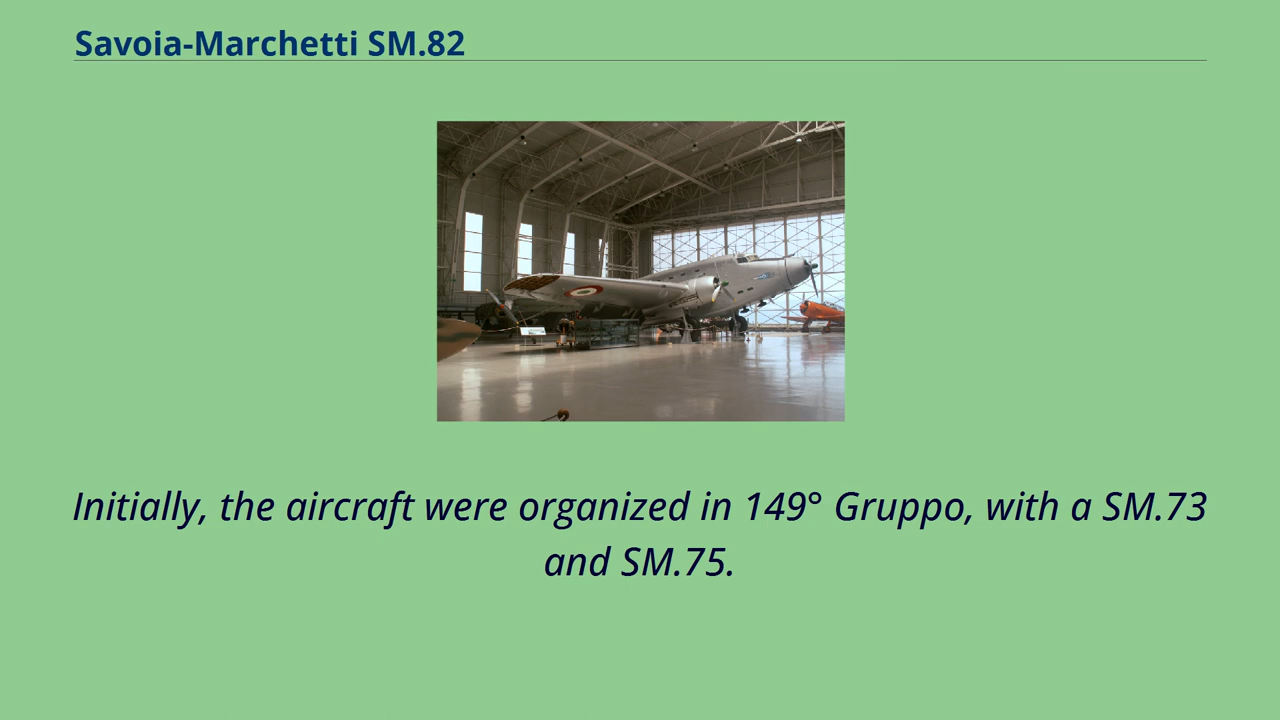 Savoia-Marchetti SM.82
Initially, the aircraft were organized in 149° Gruppo, with a SM.73
and SM.75.